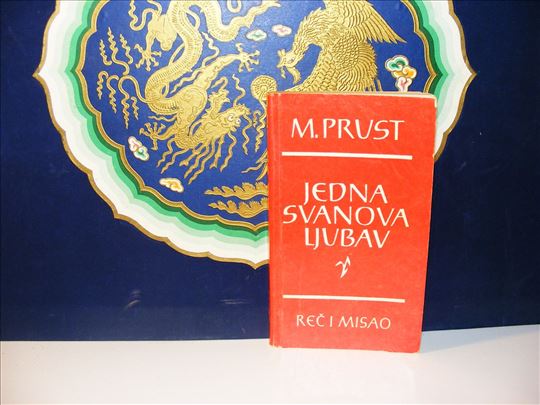 M. PRUST
JEDNA
SVANOVA
LJUBAV
REČ I MISAO